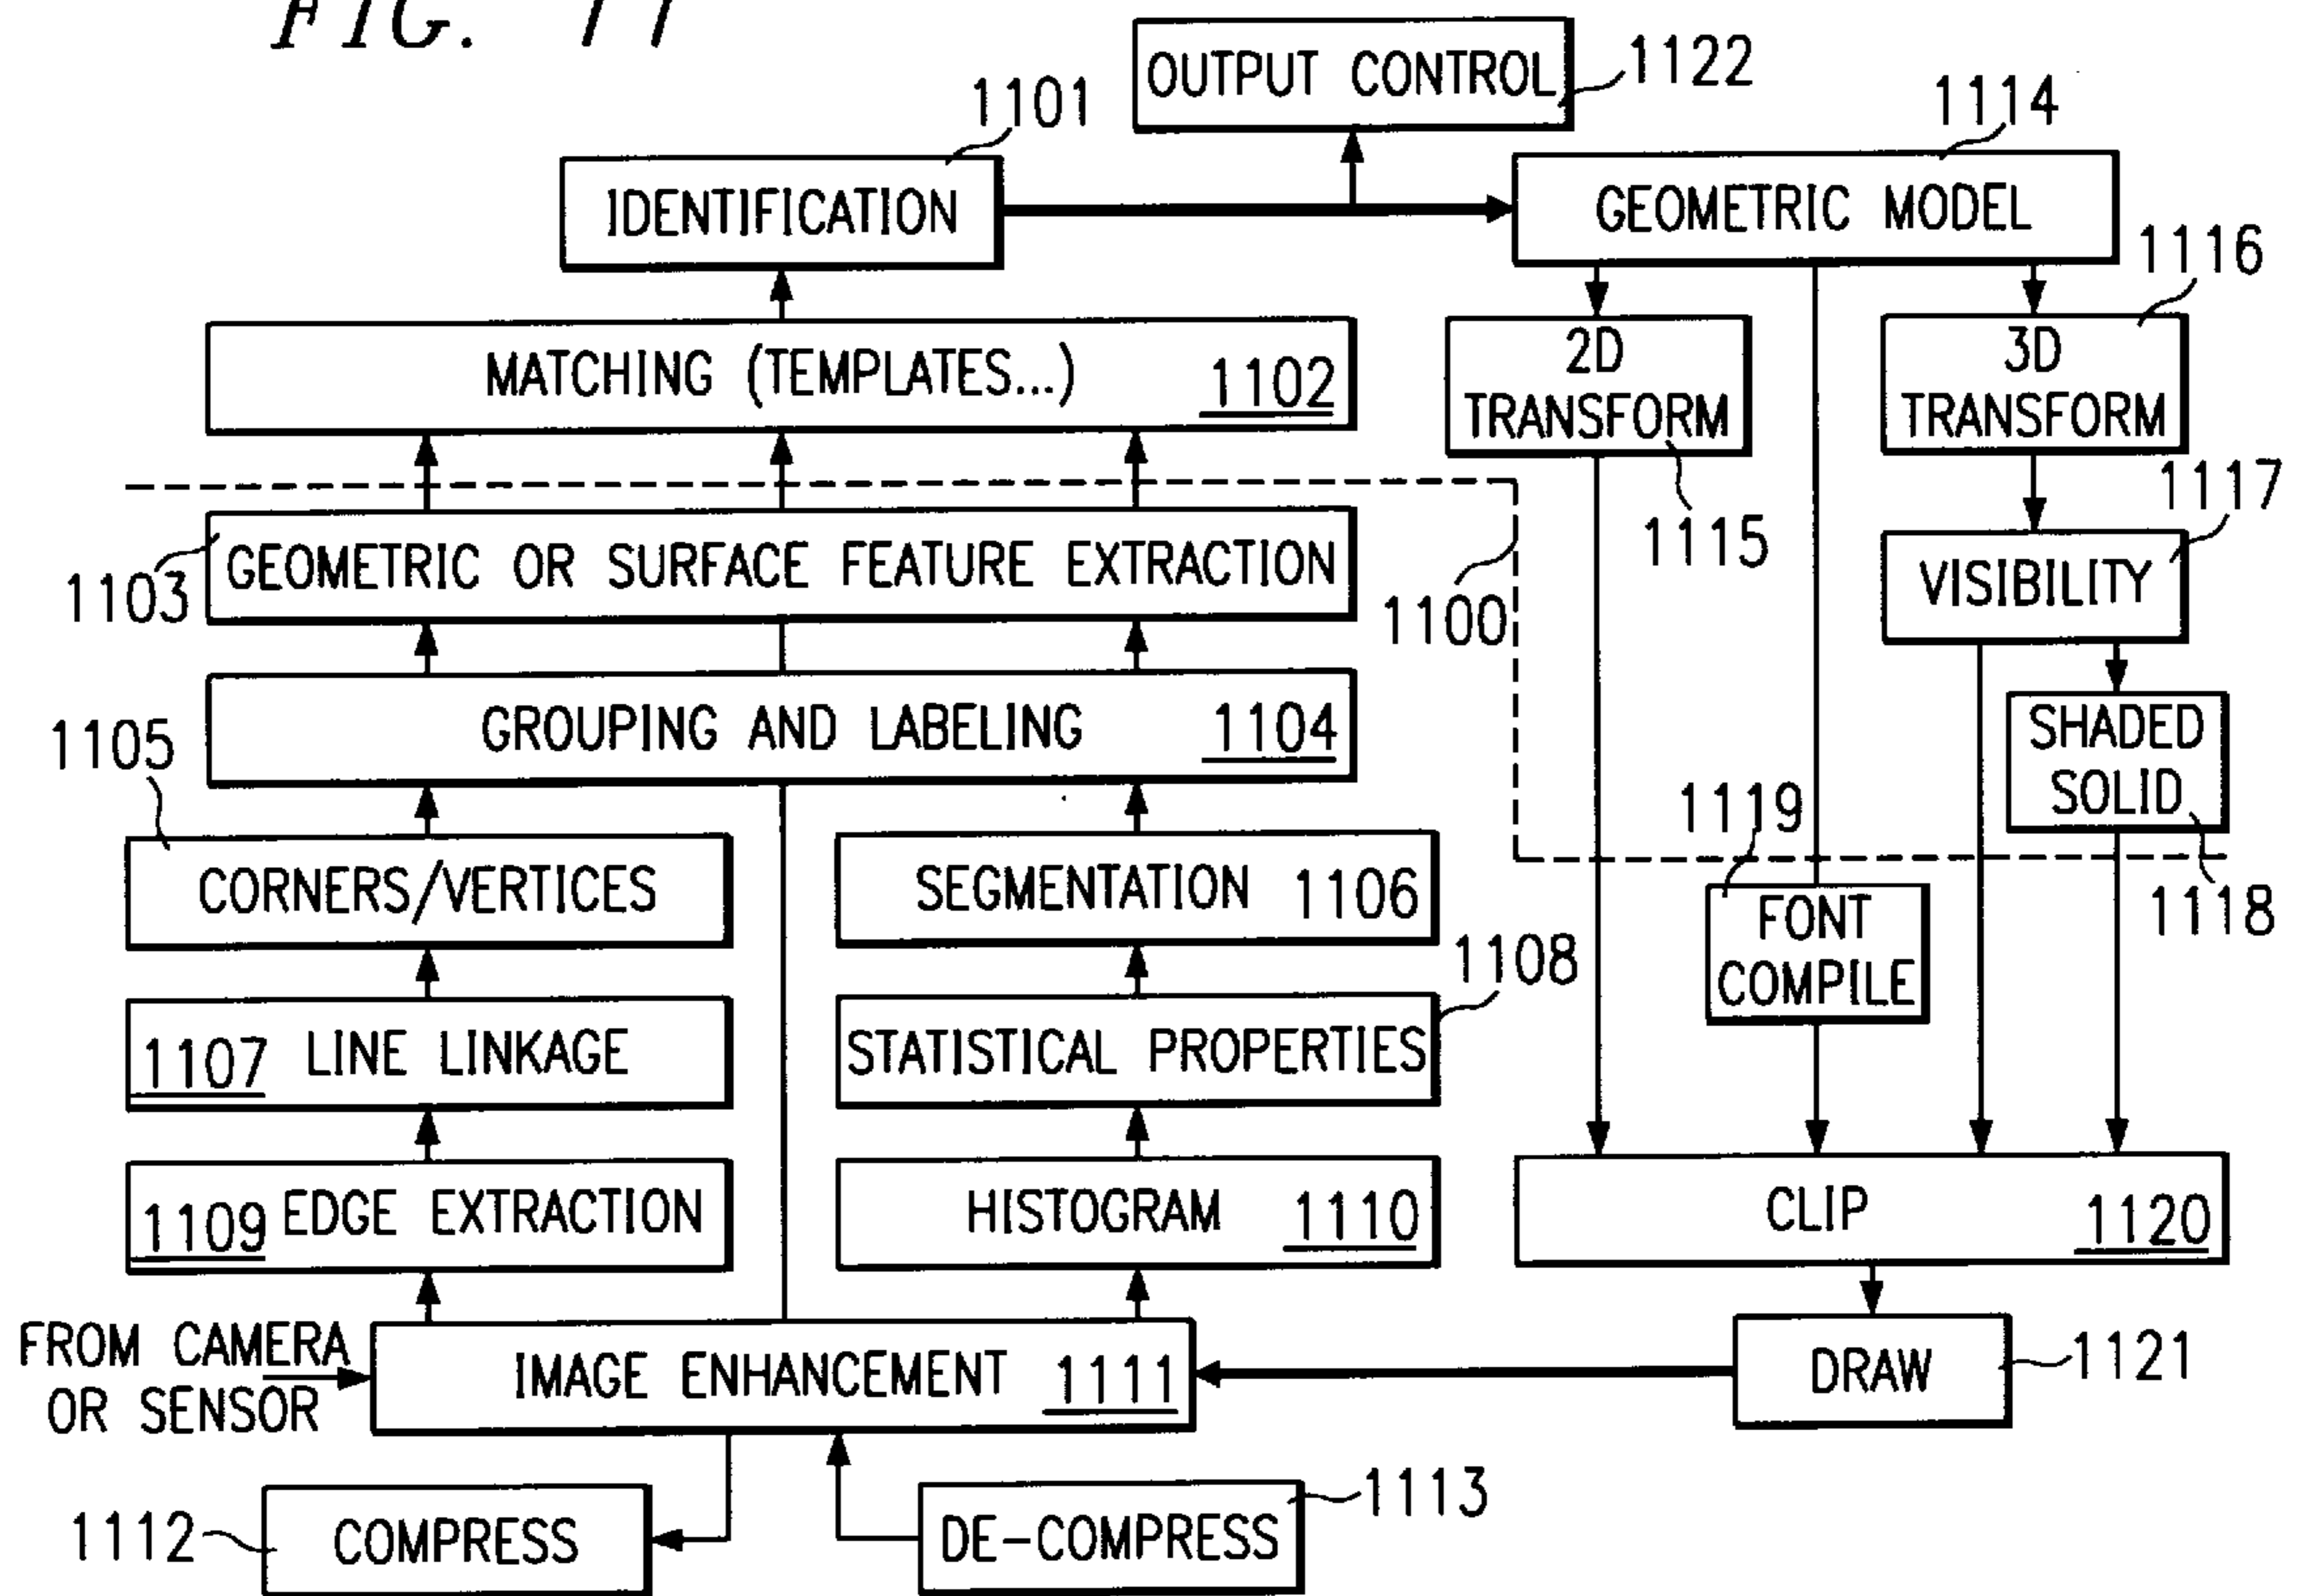 FIG. 11
OUTPUT CONTROL
1122
1101
1114
IDENTIFICATION
GEOMETRIC MODEL
1116
MATCHING (TEMPLATES...) 1102
2D
TRANSFORM
3D
TRANSFORM
1115
1117
1103
GEOMETRIC OR SURFACE FEATURE EXTRACTION
1100
VISIBILITY
GROUPING AND LABELING 1104
SHADED
SOLID
1105
1119
1118
CORNERS/VERTICES
SEGMENTATION 1106
FONT
COMPILE
1108
1107 LINE LINKAGE
STATISTICAL PROPERTIES
1109 EDGE EXTRACTION
HISTOGRAM 1110
CLIP 1120
FROM CAMERA
OR SENSOR
IMAGE ENHANCEMENT 1111
DRAW
1121
1112
COMPRESS
DE-COMPRESS
1113